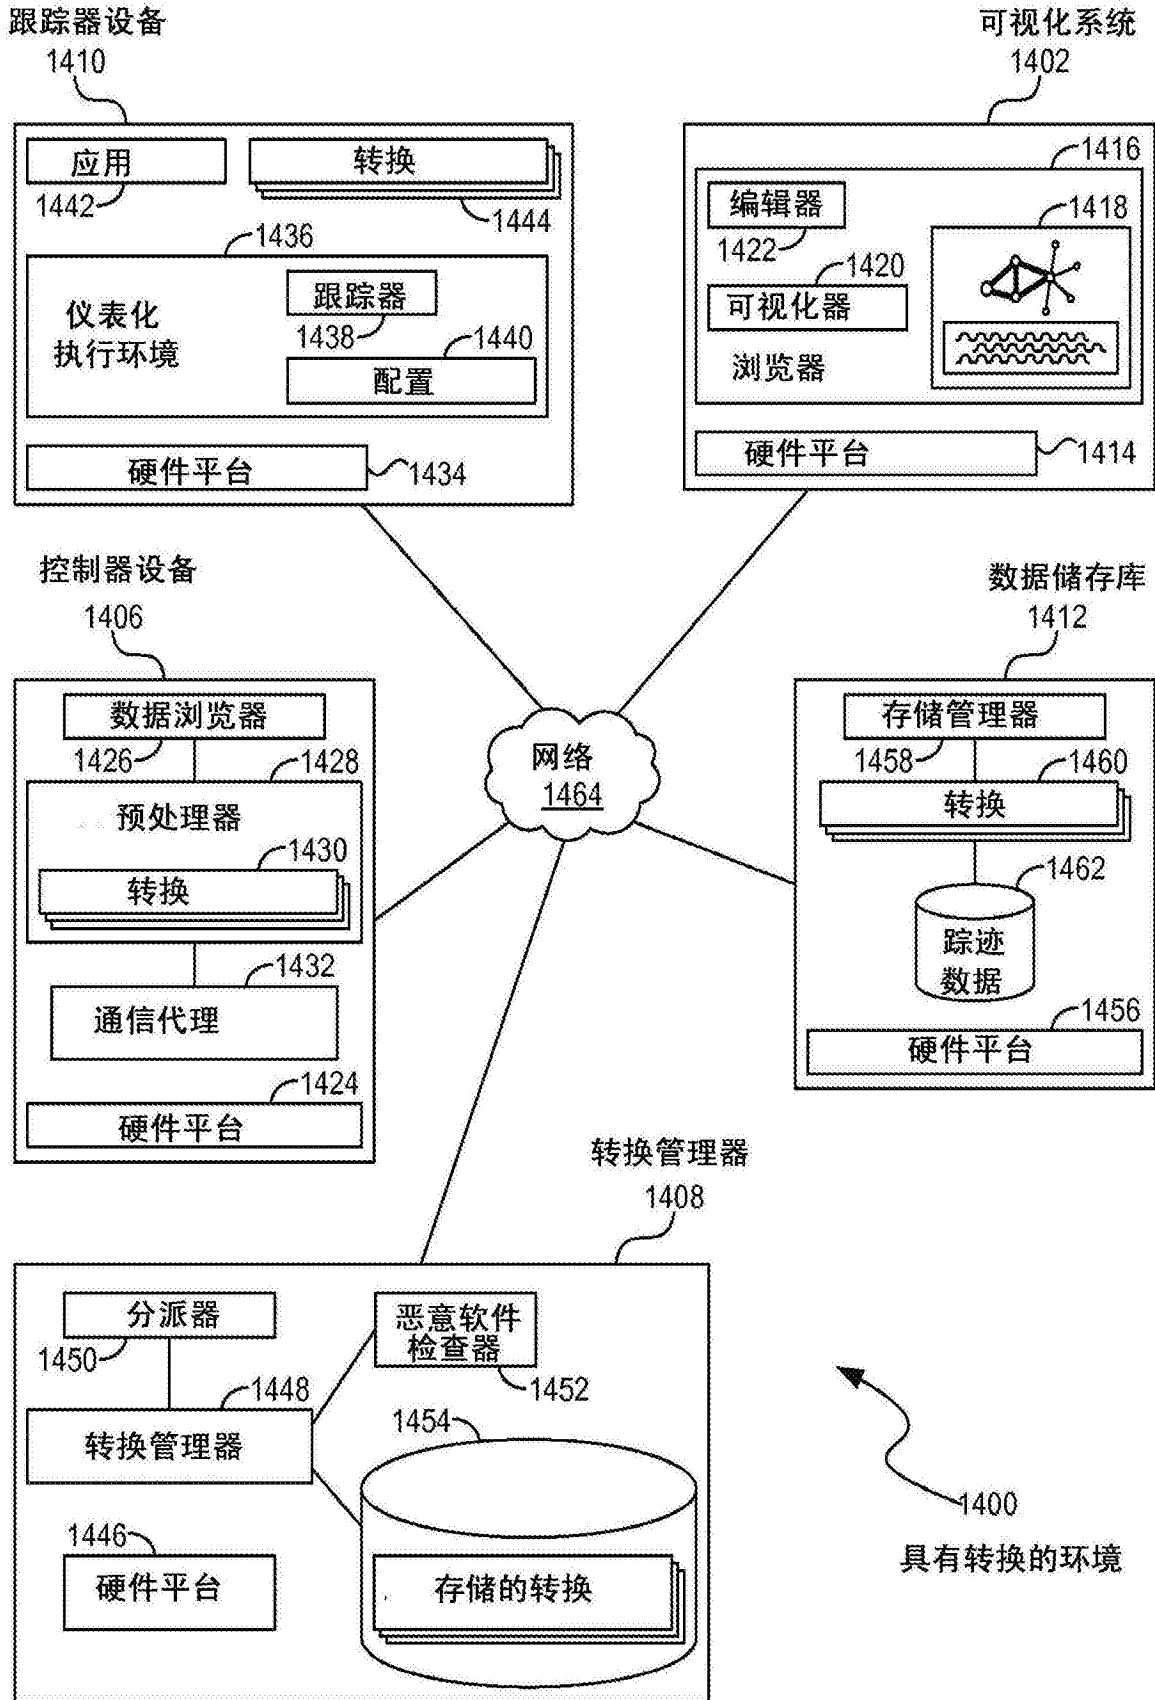 跟踪器设备
1410
应用
1442
转换
1444
1436
仪表化
执行环境
跟踪器
1438
1440
配置
硬件平台
1434
可视化系统
1402
1416
编辑器
1422
1418
1420
可视化器
浏览器
硬件平台
1414
控制器设备
1406
数据浏览器
1426
1428
预处理器
1430
转换
1432
通信代理
1424
硬件平台
网络
1464
数据储存库
1412
存储管理器
1458
1460
转换
1462
踪迹
数据
1456
硬件平台
转换管理器
1408
分派器
1450
恶意软件
检查器
1452
1448
转换管理器
1454
1446
硬件平台
存储的转换
1400
具有转换的环境